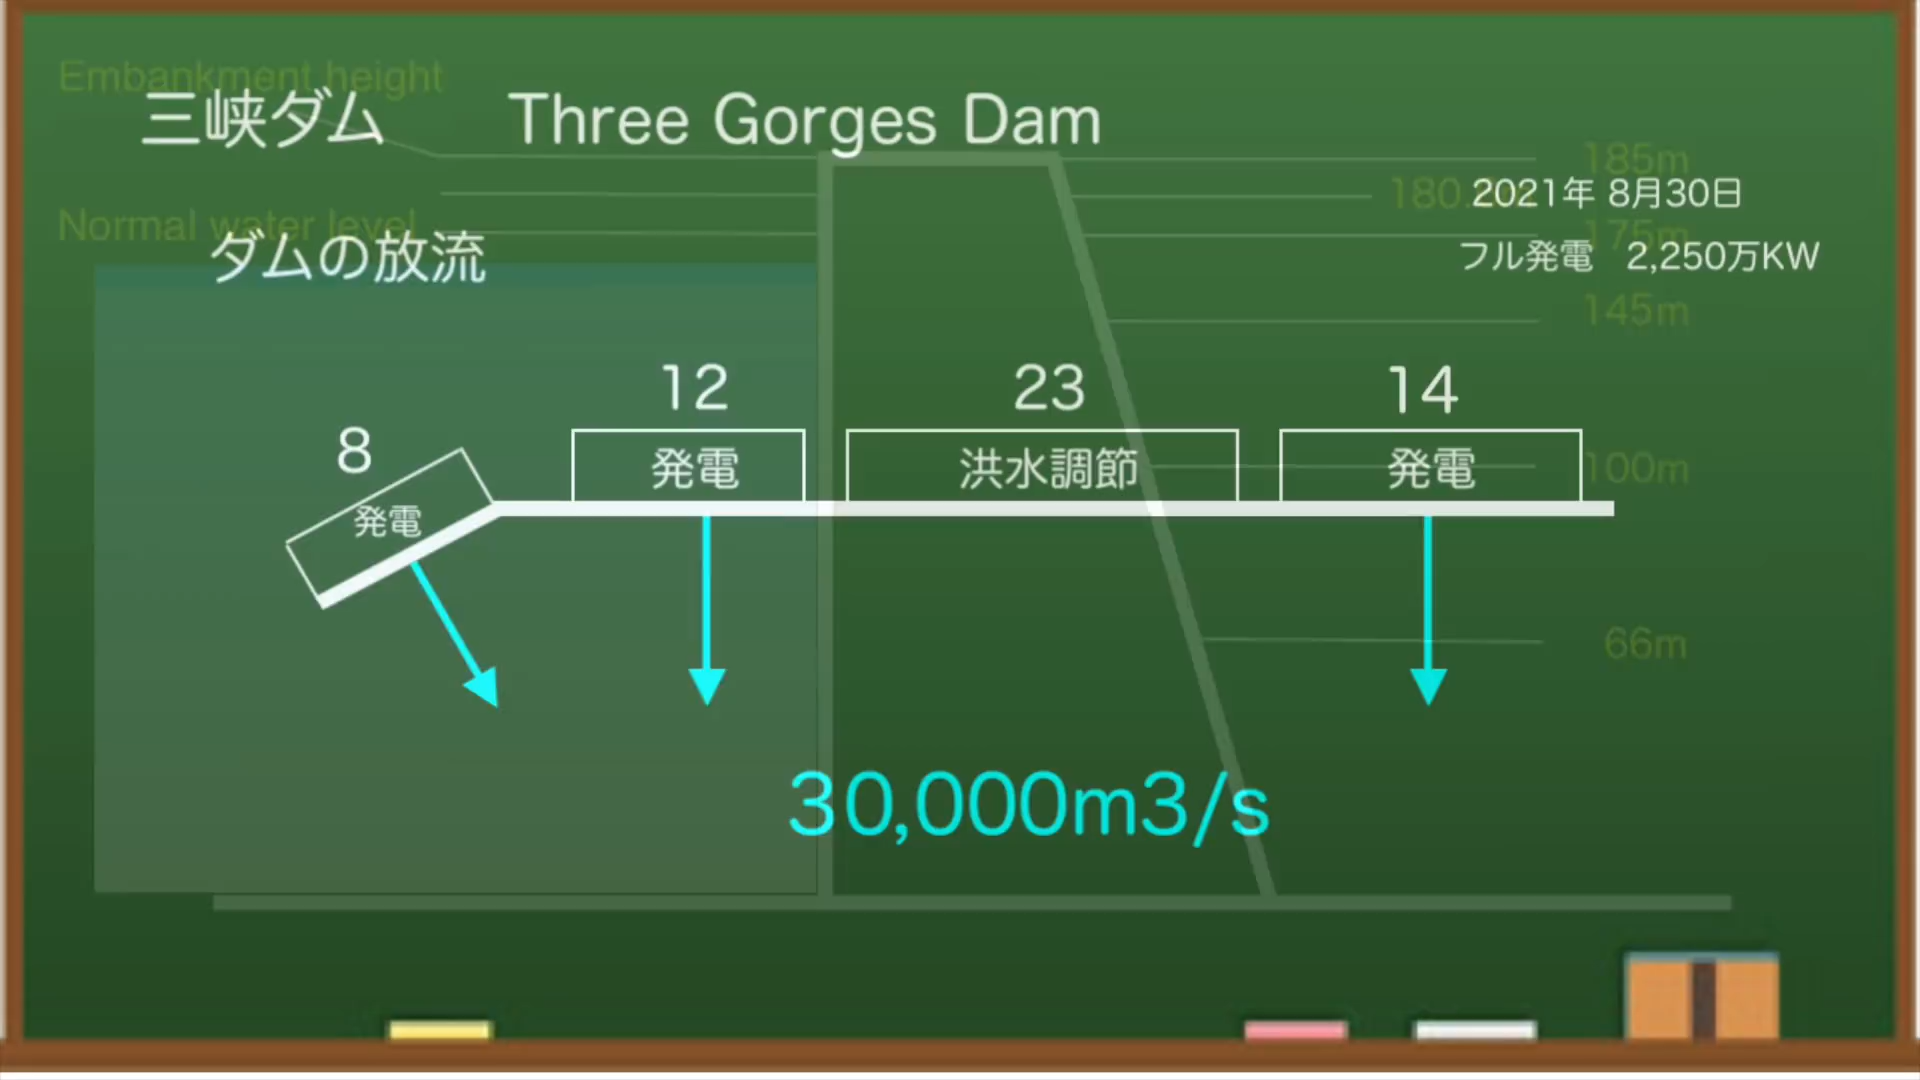 Embankment height
三峡ダム Three Gorges Dam
185m
180.
2021年 8月30日
Normal water level
175m
ダムの放流
フル発電 2,250万KW
145m
8
12
23
14
発電
発電
洪水調節
発電
100m
66m
30,000m3/s